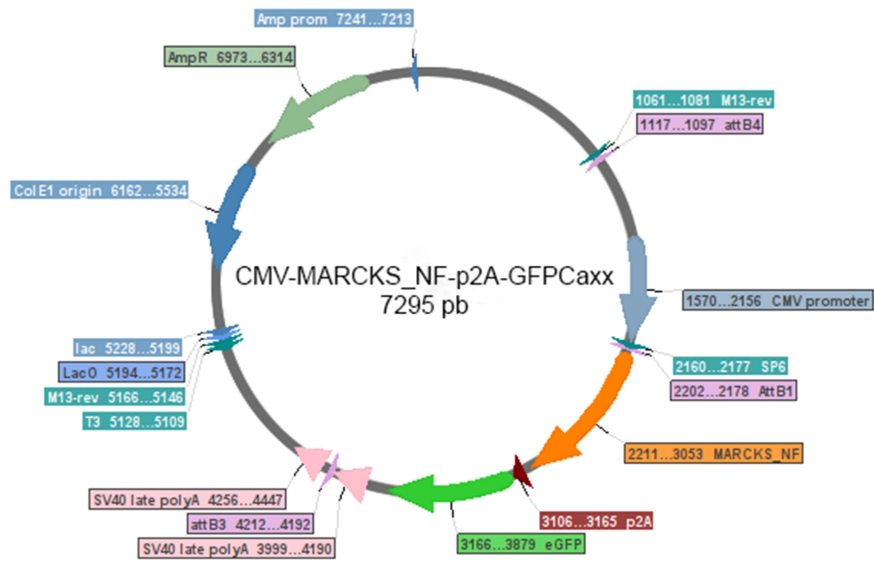 Amp prom 7241...7213
AmpR 6973...6314
1061...1081 M13-rev
1117...1097 attB4
ColE1 origin 6162...5534
CMV-MARCKS_NF-p2A-GFPCaxx
7295 pb
1570...2156 CMV promoter
lac 5228...5199
LacO 5194...5172
M13-rev 5166...5146
T3 5128...5109
2160...2177 SP6
2202...2178 AttB1
2211...3053 MARCKS_NF
SV40 late polyA 4256...4447
attB3 4212...4192
SV40 late polyA 3999...4190
3106...3165 p2A
3166...3879 eGFP